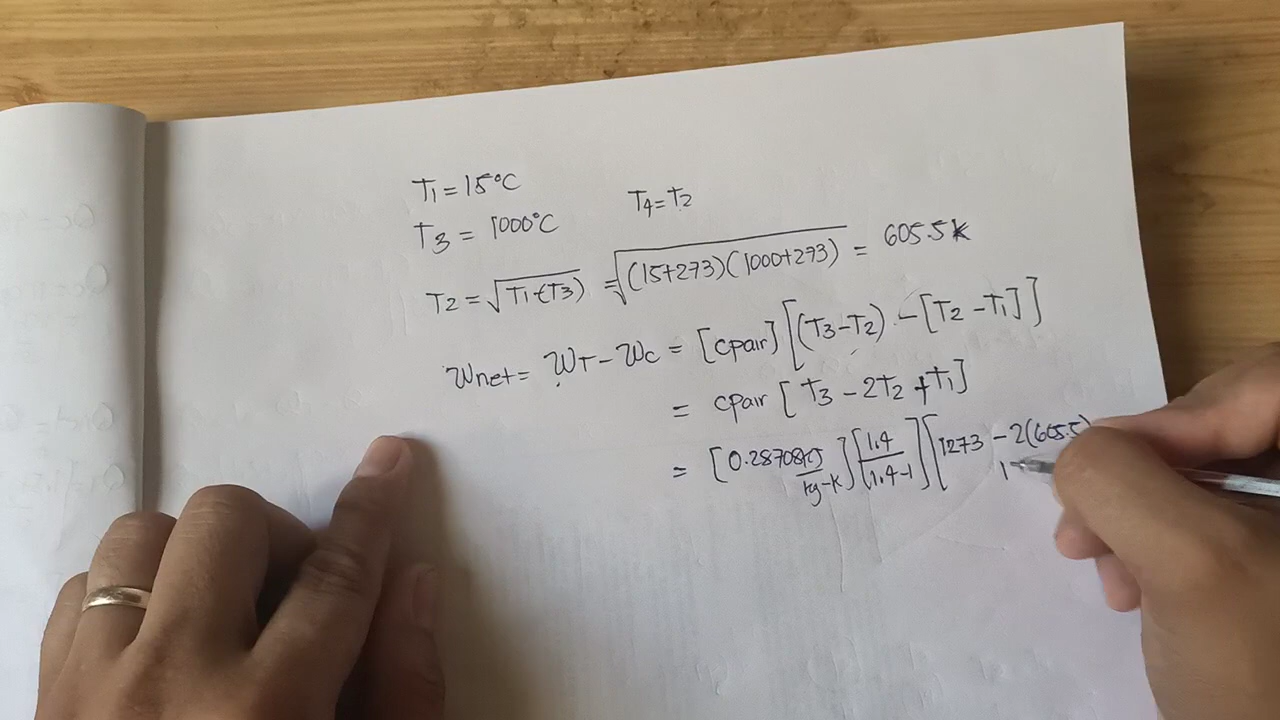 T1 = 15°C
T3 = 1000°C T4 = T2
T2 = √T1(T3) = √(15+273)(1000+273) = 605.5K
Wnet = WT - Wc = [cpair][(T3-T2) - [T2-T1]]
= cpair [T3 - 2T2 + T1]
= [0.28708 kJ/kg-K][1.4/1.4-1][1273 - 2(605.5)